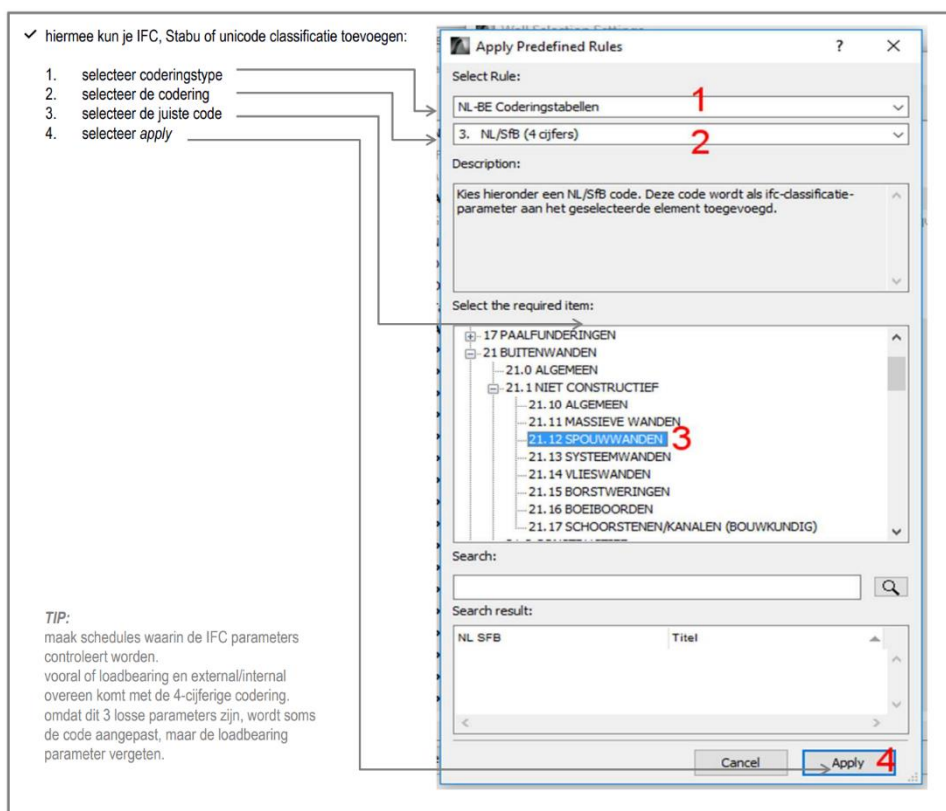 ✓ hiermee kun je IFC, Stabu of unicode classificatie toevoegen:
1. selecteer coderingstype
2. selecteer de codering
3. selecteer de juiste code
4. selecteer apply
TIP:
maak schedules waarin de IFC parameters
controleert worden.
vooral of loadbearing en external/internal
overeen komt met de 4-cijferige codering.
omdat dit 3 losse parameters zijn, wordt soms
de code aangepast, maar de loadbearing
parameter vergeten.
Apply Predefined Rules ? ×
Select Rule:
NL-BE Coderingstabellen 1
3. NL/SfB (4 cijfers) 2
Description:
Kies hieronder een NL/SfB code. Deze code wordt als ifc-classificatie-
parameter aan het geselecteerde element toegevoegd.
Select the required item:
17 PAALFUNDERINGEN
21 BUITENWANDEN
21.0 ALGEMEEN
21.1 NIET CONSTRUCTIEF
21.10 ALGEMEEN
21.11 MASSIEVE WANDEN
21.12 SPOUWWANDEN 3
21.13 SYSTEEMWANDEN
21.14 VLIESWANDEN
21.15 BORSTWERINGEN
21.16 BOEIBOORDEN
21.17 SCHOORSTENEN/KANALEN (BOUWKUNDIG)
Search:
Search result:
NL SFB Titel
Cancel Apply 4